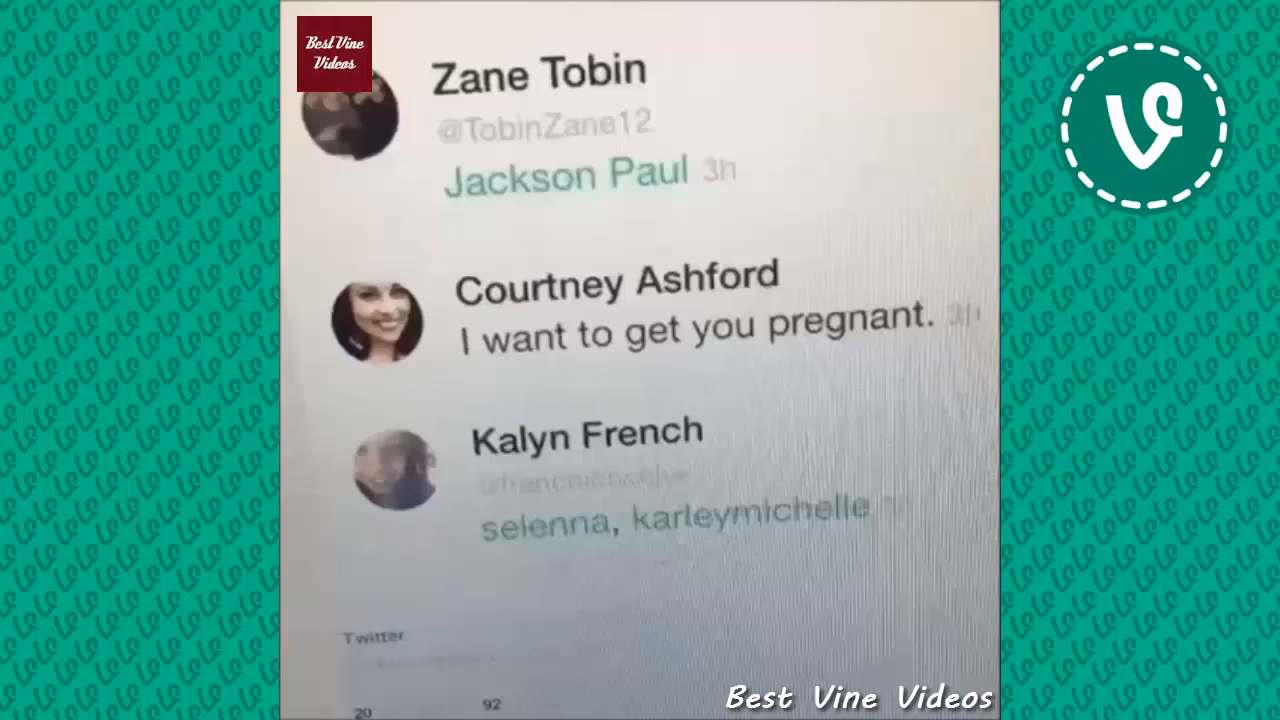 Best Vine
Videos
Zane Tobin
@TobinZane12
Jackson Paul 3h
Courtney Ashford
I want to get you pregnant. 3h
Kalyn French
selenna, karleymichelle
Twitter
20 92
Best Vine Videos